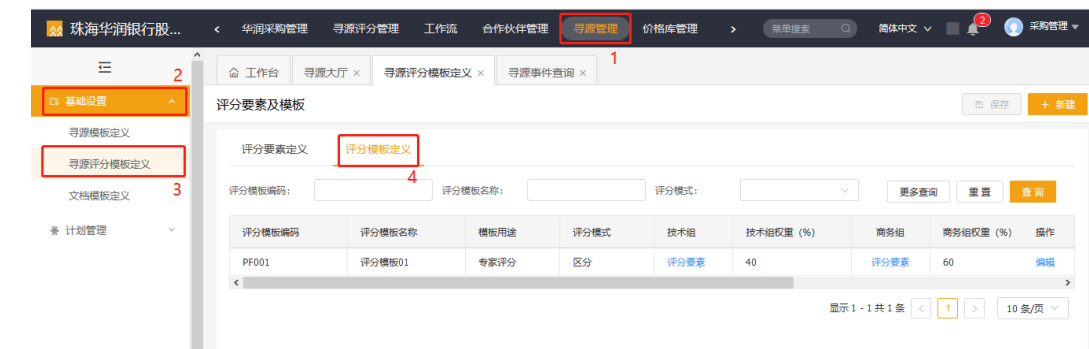 珠海华润银行股... 华润采购管理 寻源评分管理 工作流 合作伙伴管理 寻源管理 价格库管理 菜单搜索 简体中文 2 采购管理
1
工作台 寻源大厅 × 寻源评分模板定义 × 寻源事件查询 ×
2
基础设置
评分要素及模板 保存 + 新建
寻源模板定义
评分要素定义 评分模板定义
寻源评分模板定义
3
4
文档模板定义
评分模板编码: 评分模板名称: 评分模式: 更多查询 重置 查询
计划管理
评分模板编码 评分模板名称 模板用途 评分模式 技术组 技术组权重 (%) 商务组 商务组权重 (%) 操作
PF001 评分模板01 专家评分 区分 评分要素 40 评分要素 60 编辑
显示 1 - 1 共 1 条 < 1 > 10 条/页